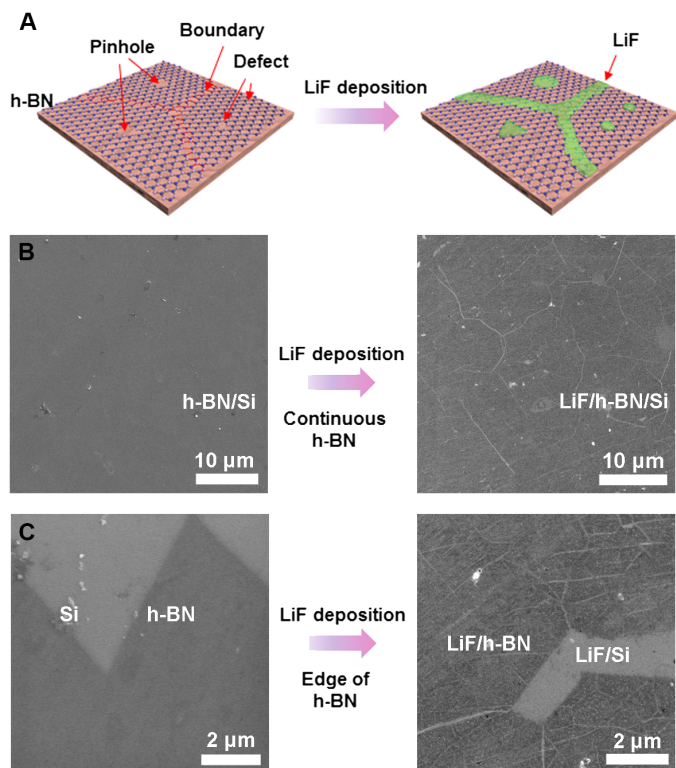 A
Pinhole
Boundary
Defect
h-BN
LiF deposition
LiF
B
h-BN/Si
10 μm
LiF deposition
Continuous
h-BN
LiF/h-BN/Si
10 μm
C
Si
h-BN
2 μm
LiF deposition
Edge of
h-BN
LiF/h-BN
LiF/Si
2 μm